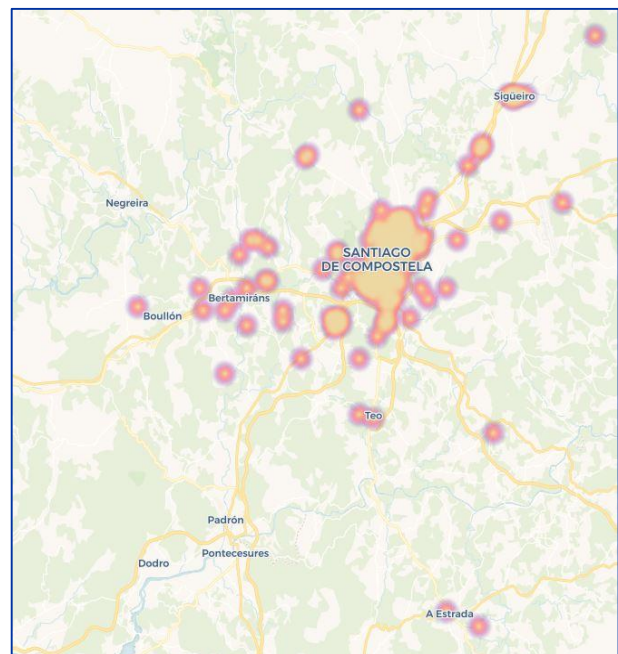 Sigüeiro
Negreira
SANTIAGO
DE COMPOSTELA
Bertamiráns
Boullón
Teo
Padrón
Pontecesures
Dodro
A Estrada